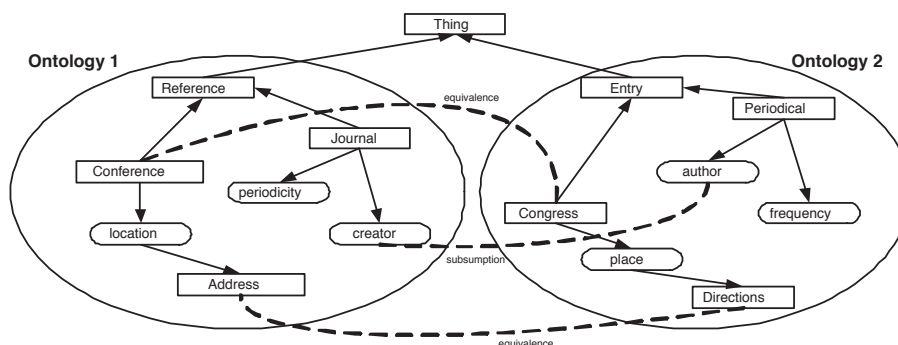 Thing
Ontology 1
Ontology 2
Reference
Entry
equivalence
Periodical
Journal
Conference
author
periodicity
Congress
frequency
location
creator
subsumption
place
Address
Directions
equivalence